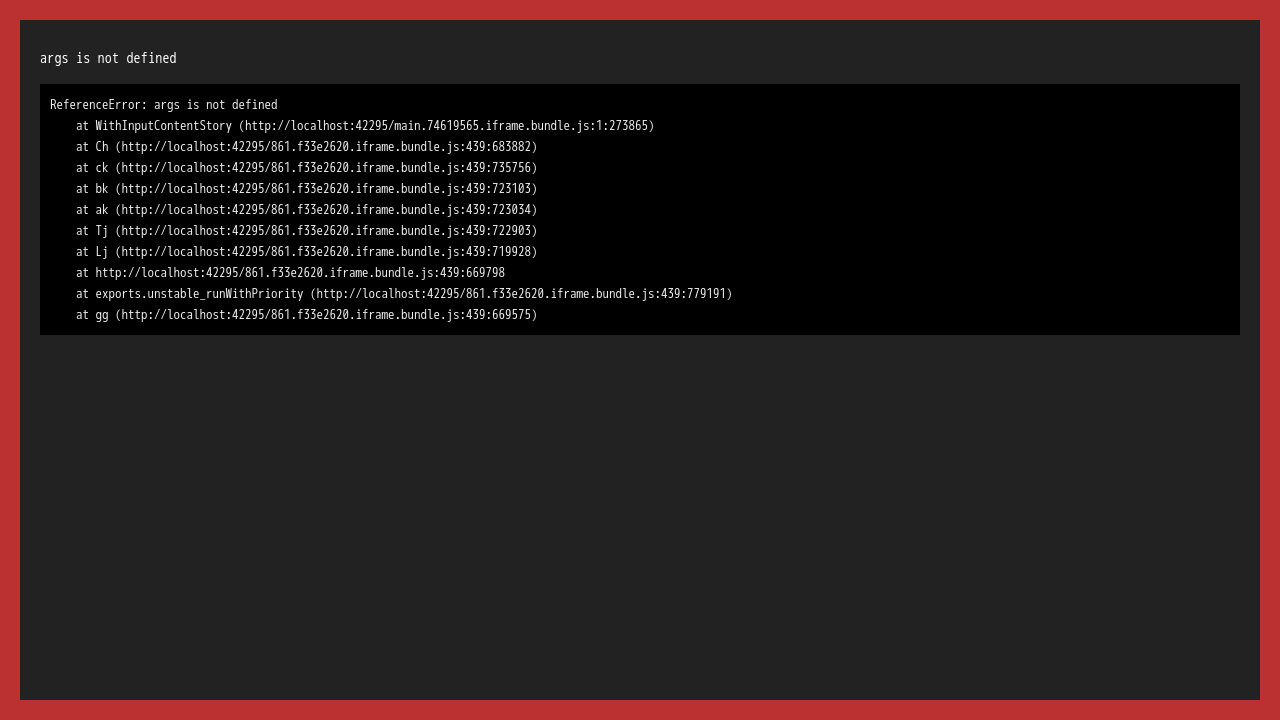 args is not defined
ReferenceError: args is not defined
at WithInputContentStory (http://localhost:42295/main.74619565.iframe.bundle.js:1:273865)
at Ch (http://localhost:42295/861.f33e2620.iframe.bundle.js:439:683882)
at ck (http://localhost:42295/861.f33e2620.iframe.bundle.js:439:735756)
at bk (http://localhost:42295/861.f33e2620.iframe.bundle.js:439:723103)
at ak (http://localhost:42295/861.f33e2620.iframe.bundle.js:439:723034)
at Tj (http://localhost:42295/861.f33e2620.iframe.bundle.js:439:722903)
at Lj (http://localhost:42295/861.f33e2620.iframe.bundle.js:439:719928)
at http://localhost:42295/861.f33e2620.iframe.bundle.js:439:669798
at exports.unstable_runWithPriority (http://localhost:42295/861.f33e2620.iframe.bundle.js:439:779191)
at gg (http://localhost:42295/861.f33e2620.iframe.bundle.js:439:669575)